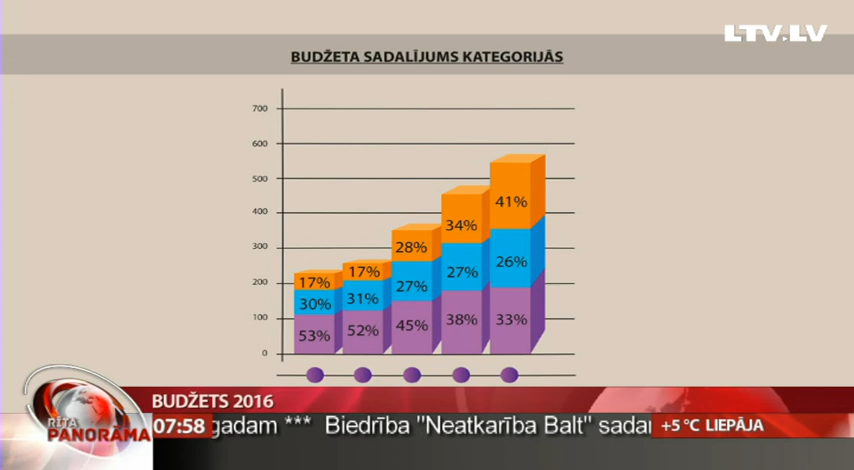 LTV.LV
BUDŽETA SADALĪJUMS KATEGORIJĀS
700
600
500
400
300
200
100
0
17% 17% 28% 34% 41%
30% 31% 27% 27% 26%
53% 52% 45% 38% 33%
BUDŽETS 2016
RĪTA
PANORĀMA
07:58 gadam *** Biedrība "Neatkarība Balt" sadar +5 °C LIEPĀJA